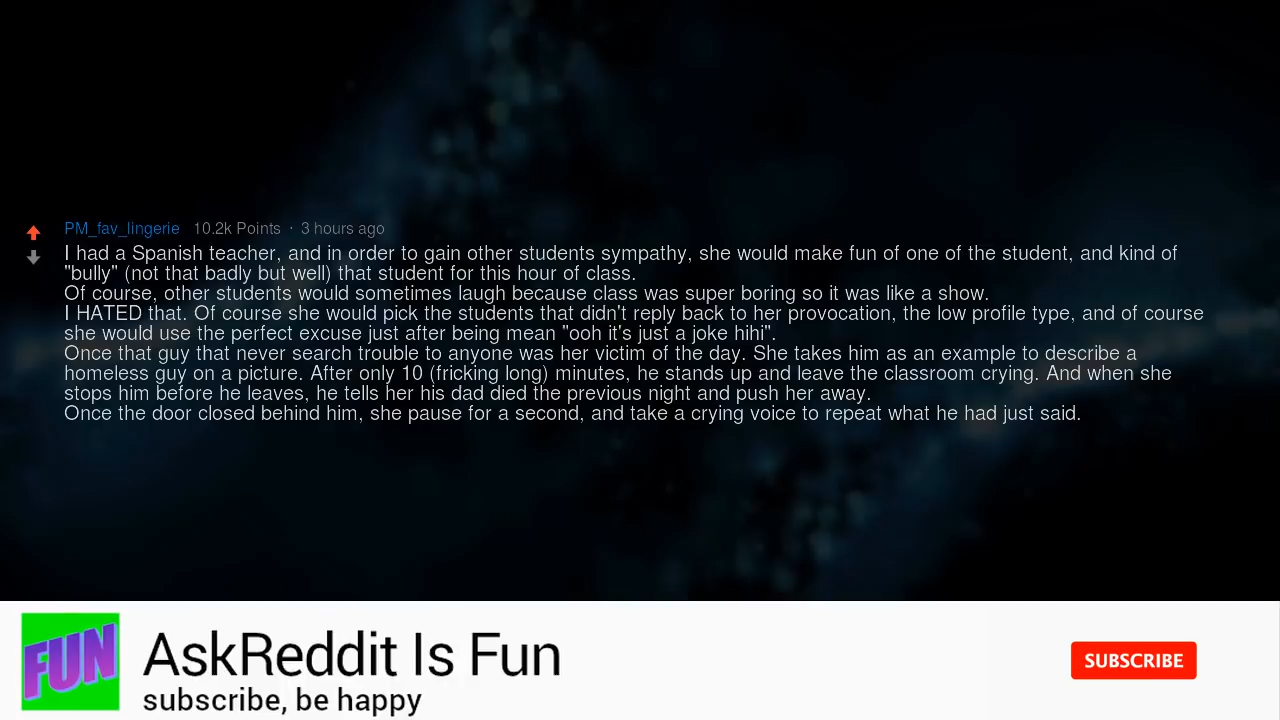 PM_fav_lingerie 10.2k Points · 3 hours ago
I had a Spanish teacher, and in order to gain other students sympathy, she would make fun of one of the student, and kind of
"bully" (not that badly but well) that student for this hour of class.
Of course, other students would sometimes laugh because class was super boring so it was like a show.
I HATED that. Of course she would pick the students that didn't reply back to her provocation, the low profile type, and of course
she would use the perfect excuse just after being mean "ooh it's just a joke hihi".
Once that guy that never search trouble to anyone was her victim of the day. She takes him as an example to describe a
homeless guy on a picture. After only 10 (fricking long) minutes, he stands up and leave the classroom crying. And when she
stops him before he leaves, he tells her his dad died the previous night and push her away.
Once the door closed behind him, she pause for a second, and take a crying voice to repeat what he had just said.
FUN
AskReddit Is Fun
subscribe, be happy
SUBSCRIBE